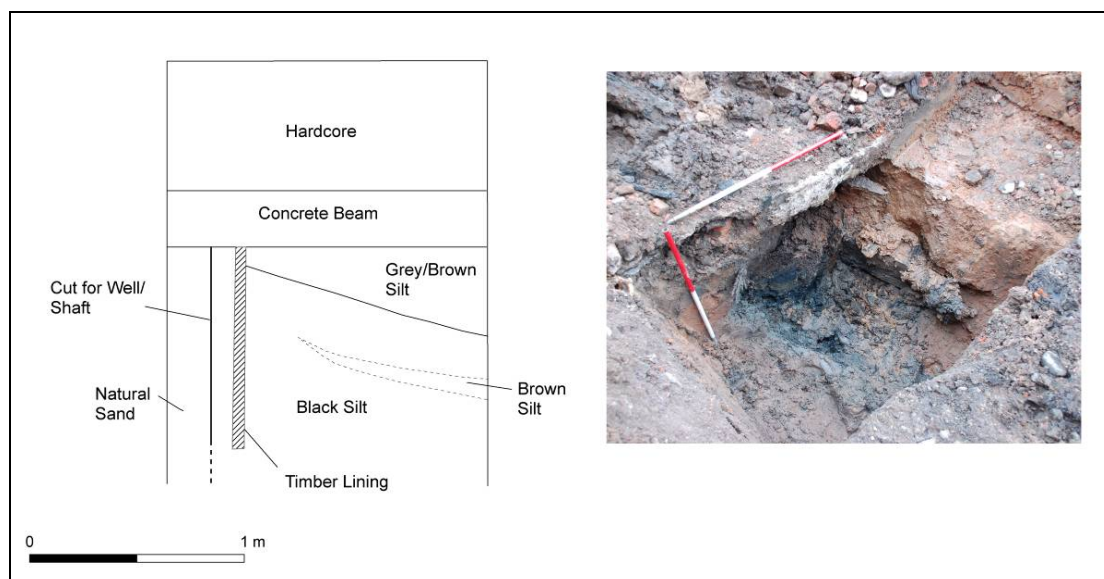 Hardcore
Concrete Beam
Grey/Brown
Silt
Cut for Well/
Shaft
Natural
Sand
Black Silt
Brown
Silt
Timber Lining
0
1 m